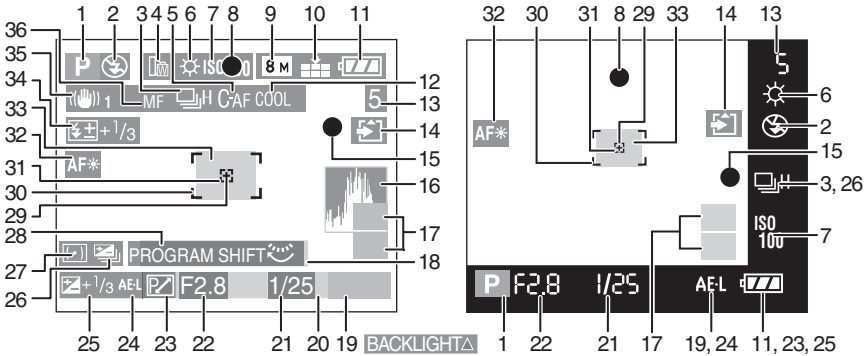 1 2 3 4 5 6 7 8 9 10 11
36 35 34 33 32 31 30 29 28 27 26
P ISO 8 M
1 MF H C-AF COOL 12
5 13
+1/3 14
AF✳ 15
16
17
PROGRAM SHIFT 18
+1/3 AE·L P F2.8 1/25
25 24 23 22 21 20 19 BACKLIGHT△
32 30 31 8 29 33 14 13
5
6
AF✳ 2
15
H 3, 26
ISO
100 7
17
P F2.8 1/25 AE·L
1 22 21 17 19, 24 11, 23, 25